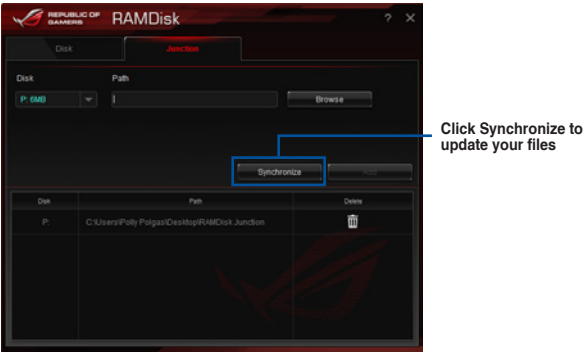 REPUBLIC OF
GAMERS
RAMDisk
? ×
Disk
Junction
Disk
Path
P: 6MB
Browse
Click Synchronize to
update your files
Synchronize
Add
Disk
Path
Delete
P:
C:\Users\Polly Polgas\Desktop\RAMDisk Junction